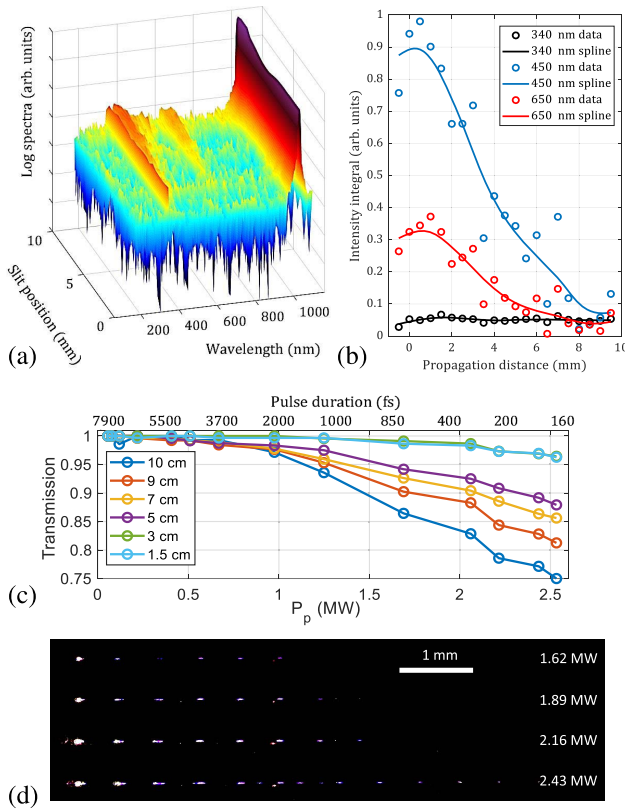 (a)
Log spectra (arb. units)
10
5
0
Slit position (mm)
200
400
600
800
1000
Wavelength (nm)
(b)
Intensity integral (arb. units)
1
0.9
0.8
0.7
0.6
0.5
0.4
0.3
0.2
0.1
0
0 2 4 6 8
Propagation distance (mm)
340 nm data
340 nm spline
450 nm data
450 nm spline
650 nm data
650 nm spline
(c)
Pulse duration (fs)
7900 5500 3700 2000 1000 850 400 200 160
Transmission
1
0.95
0.9
0.85
0.8
0.75
10 cm
9 cm
7 cm
5 cm
3 cm
1.5 cm
0 0.5 1 1.5 2 2.5
Pp (MW)
(d)
1 mm
1.62 MW
1.89 MW
2.16 MW
2.43 MW